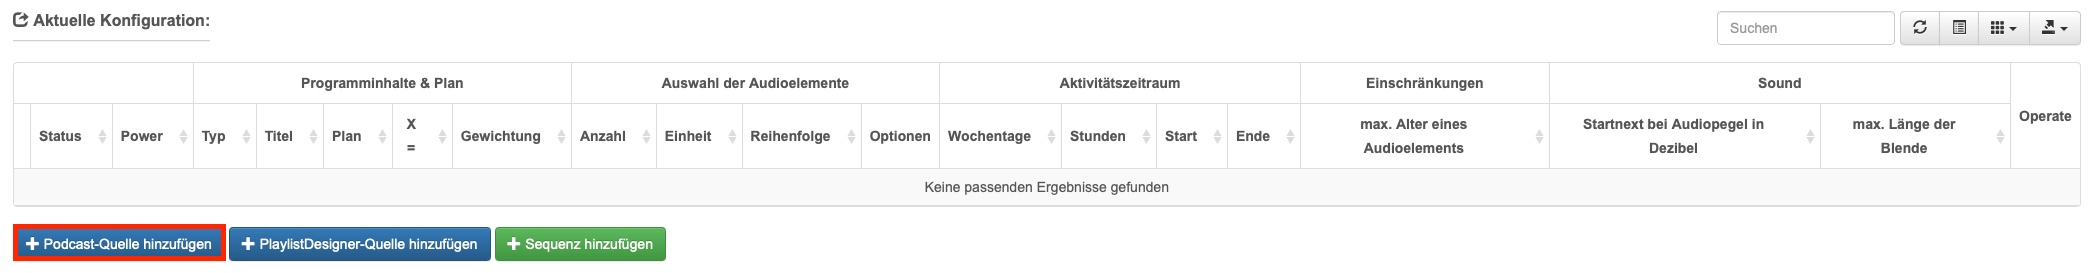 Aktuelle Konfiguration:
Suchen
Programminhalte & Plan Auswahl der Audioelemente Aktivitätszeitraum Einschränkungen Sound Operate
Status Power Typ Titel Plan X = Gewichtung Anzahl Einheit Reihenfolge Optionen Wochentage Stunden Start Ende max. Alter eines Audioelements Startnext bei Audiopegel in Dezibel max. Länge der Blende
Keine passenden Ergebnisse gefunden
Podcast-Quelle hinzufügen PlaylistDesigner-Quelle hinzufügen Sequenz hinzufügen